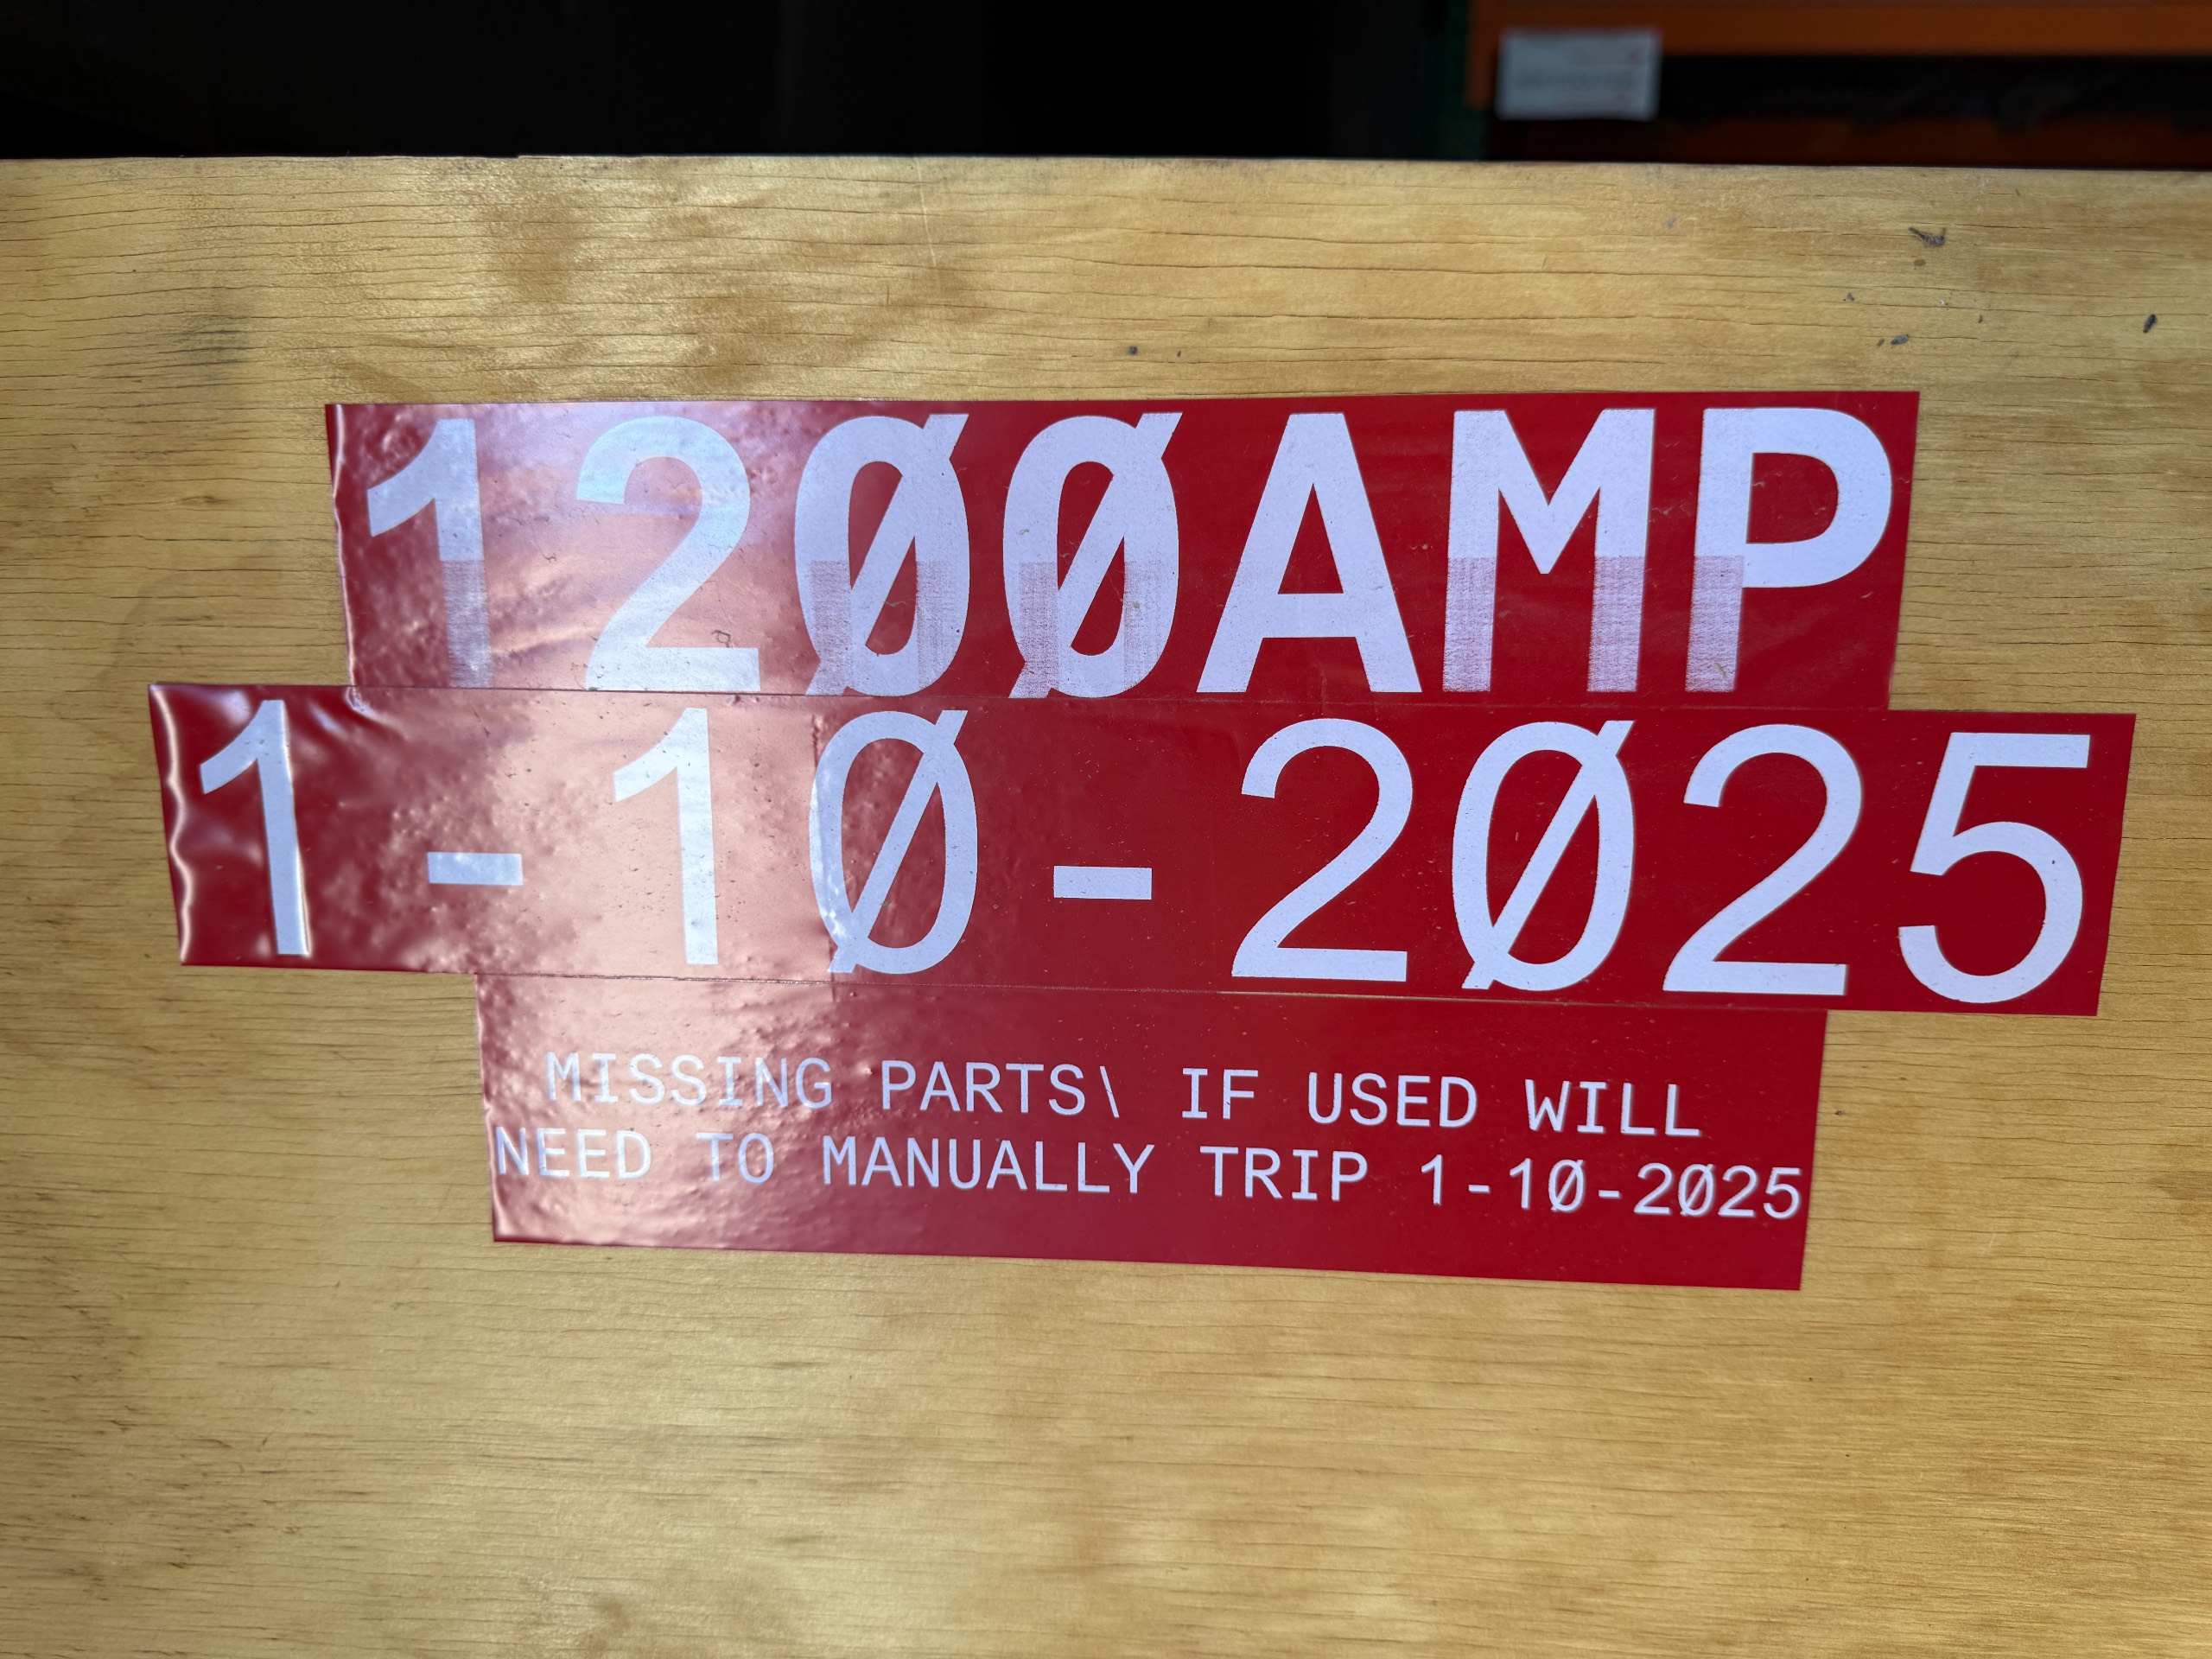 1200AMP
1-10-2025
MISSING PARTS\ IF USED WILL
NEED TO MANUALLY TRIP 1-10-2025